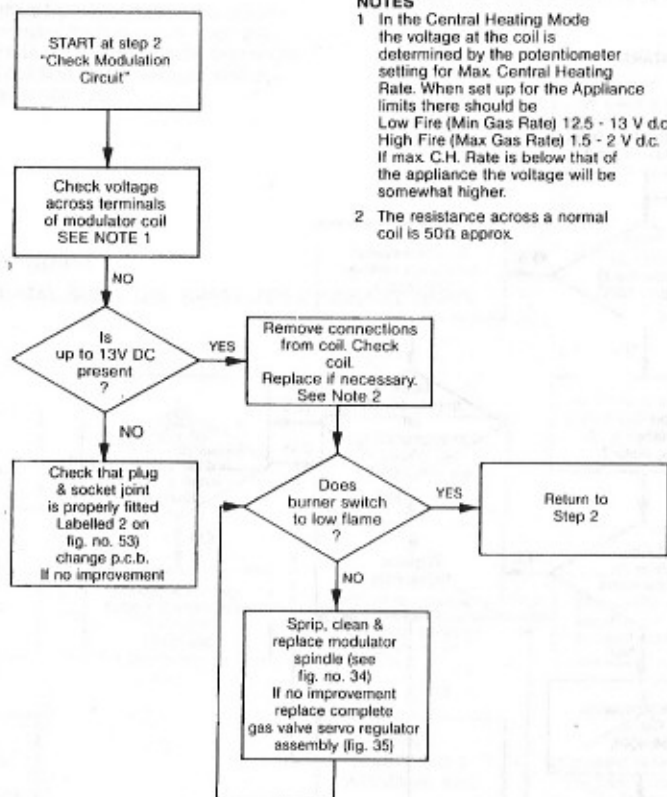 START at step 2
"Check Modulation
Circuit"
NOTES
1 In the Central Heating Mode
the voltage at the coil is
determined by the potentiometer
setting for Max. Central Heating
Rate. When set up for the Appliance
limits there should be
Low Fire (Min Gas Rate) 12.5 - 13 V d.c
High Fire (Max Gas Rate) 1.5 - 2 V d.c.
If max. C.H. Rate is below that of
the appliance the voltage will be
somewhat higher.
2 The resistance across a normal
coil is 50Ω approx.
Check voltage
across terminals
of modulator coil
SEE NOTE 1
NO
Is
up to 13V DC
present
?
YES
Remove connections
from coil. Check
coil.
Replace if necessary.
See Note 2
NO
Check that plug
& socket joint
is properly fitted
Labelled 2 on
fig. no. 53)
change p.c.b.
If no improvement
Does
burner switch
to low flame
?
YES
Return to
Step 2
NO
Sprip, clean &
replace modulator
spindle (see
fig. no. 34)
If no improvement
replace complete
gas valve servo regulator
assembly (fig. 35)